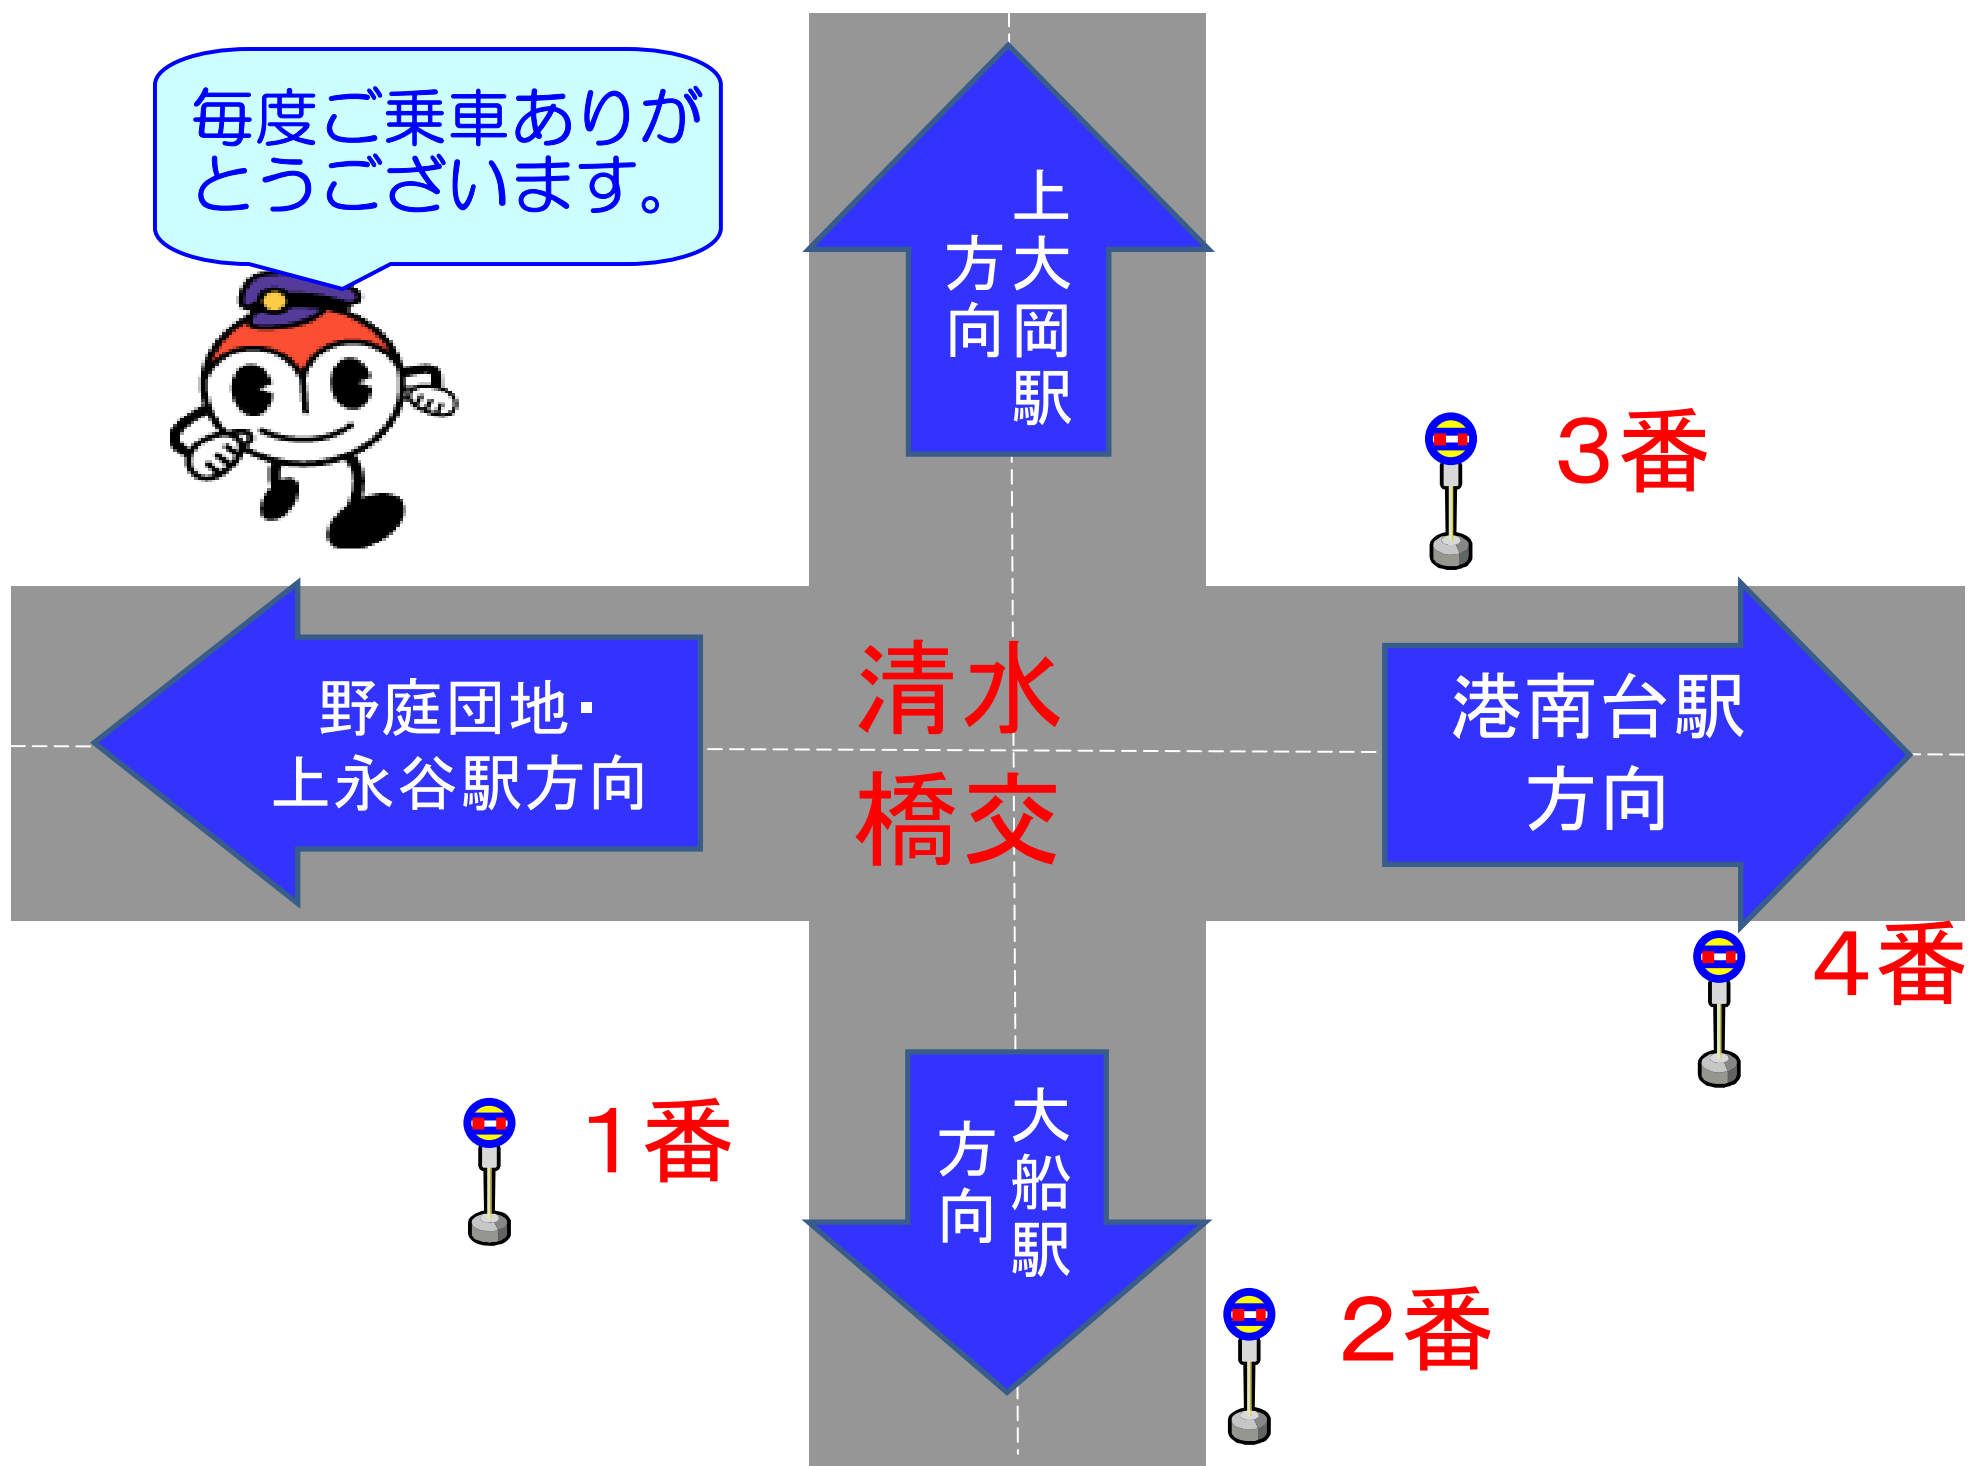 毎度ご乗車ありが
とうございます。
上大岡駅
方向
３番
野庭団地・
上永谷駅方向
清水
橋交
港南台駅
方向
４番
１番
大船駅
方向
２番